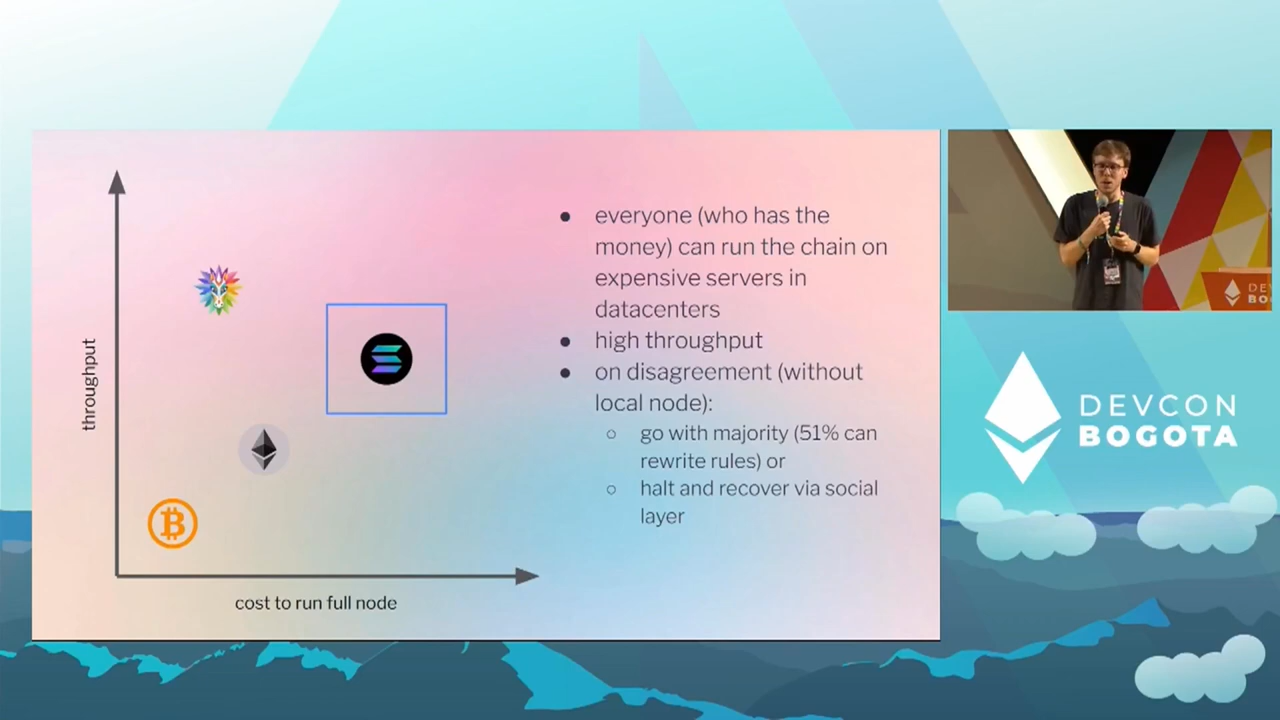 throughput
cost to run full node
● everyone (who has the
money) can run the chain on
expensive servers in
datacenters
● high throughput
● on disagreement (without
local node):
○ go with majority (51% can
rewrite rules) or
○ halt and recover via social
layer
DEVCON
BOGOTA